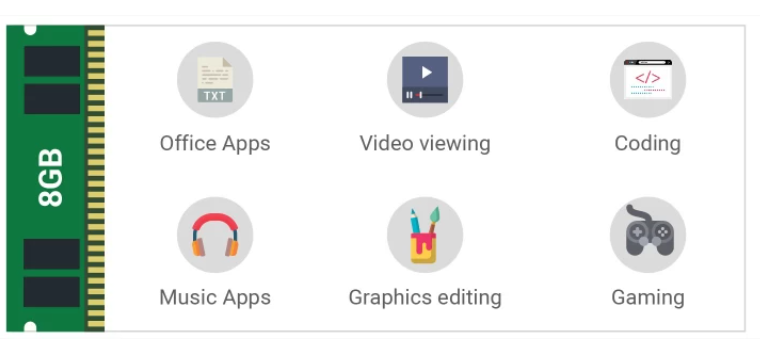 8GB
TXT
</>
Office Apps
Video viewing
Coding
Music Apps
Graphics editing
Gaming